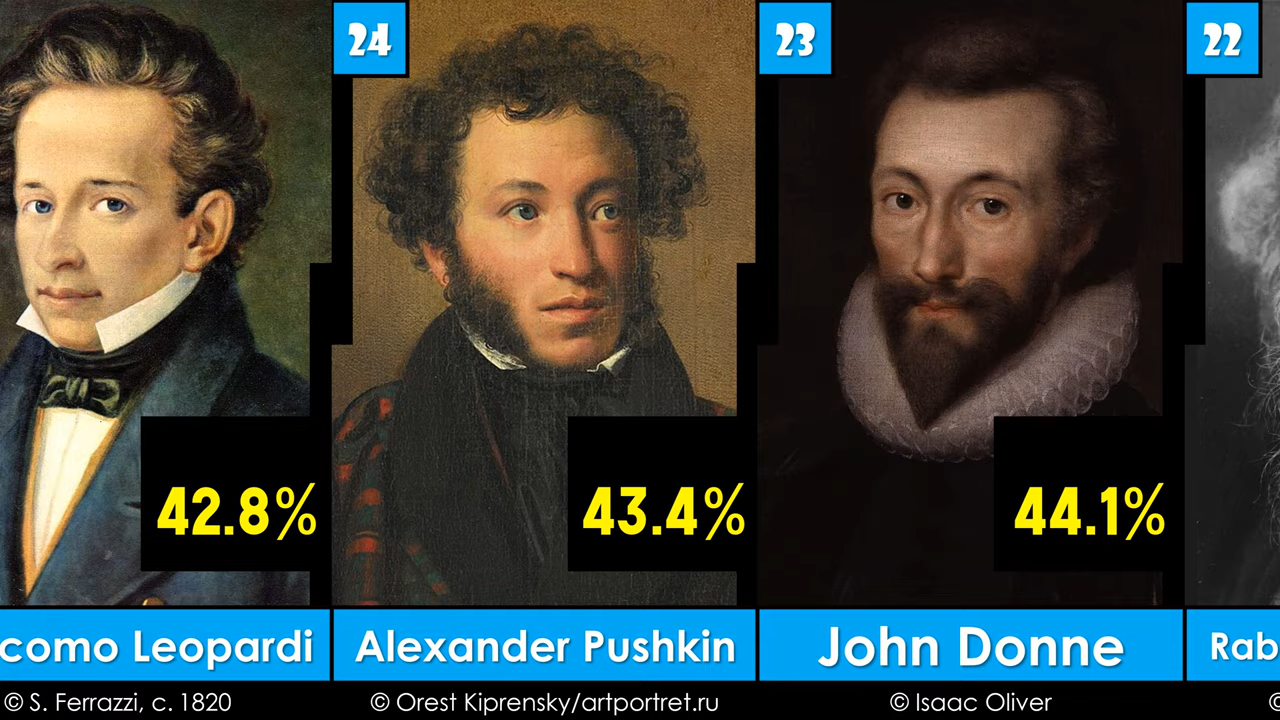 24
23
22
42.8%
43.4%
44.1%
como Leopardi
Alexander Pushkin
John Donne
Rab
© S. Ferrazzi, c. 1820
© Orest Kiprensky/artportret.ru
© Isaac Oliver
©